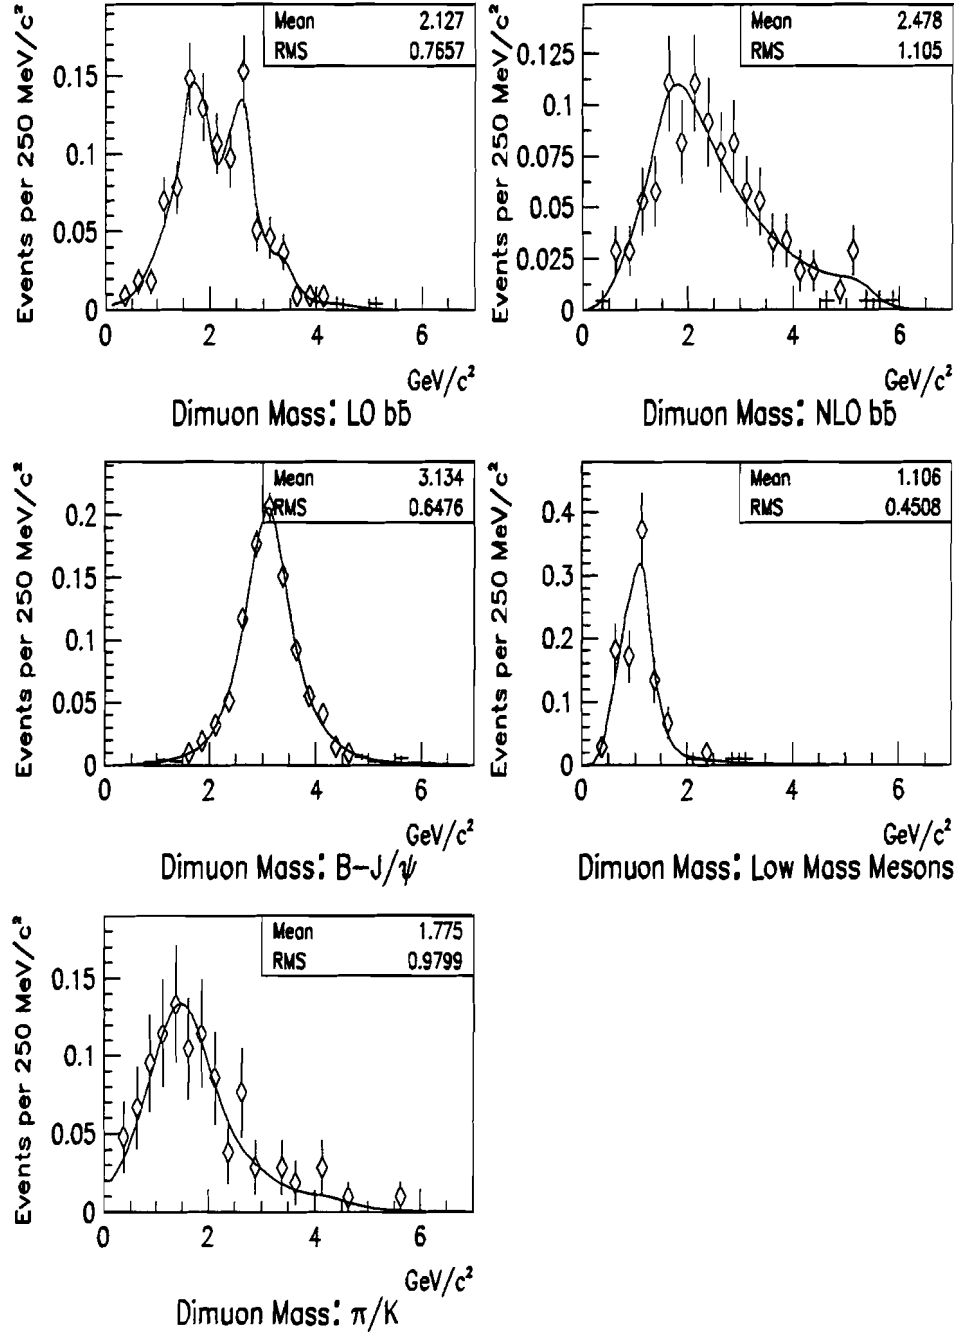 Events per 250 MeV/c²
Mean 2.127
RMS 0.7657
0.15
0.1
0.05
0
0 2 4 6
GeV/c²
Dimuon Mass: LO bb̄
Events per 250 MeV/c²
Mean 2.478
RMS 1.105
0.125
0.1
0.075
0.05
0.025
0
0 2 4 6
GeV/c²
Dimuon Mass: NLO bb̄
Events per 250 MeV/c²
Mean 3.134
RMS 0.6476
0.2
0.15
0.1
0.05
0
0 2 4 6
GeV/c²
Dimuon Mass: B-J/ψ
Events per 250 MeV/c²
Mean 1.106
RMS 0.4508
0.4
0.3
0.2
0.1
0
0 2 4 6
GeV/c²
Dimuon Mass: Low Mass Mesons
Events per 250 MeV/c²
Mean 1.775
RMS 0.9799
0.15
0.1
0.05
0
0 2 4 6
GeV/c²
Dimuon Mass: π/K